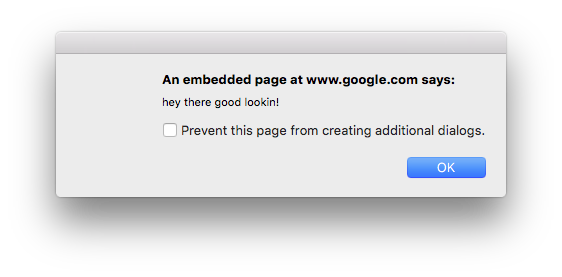 An embedded page at www.google.com says:
hey there good lookin!
Prevent this page from creating additional dialogs.
OK